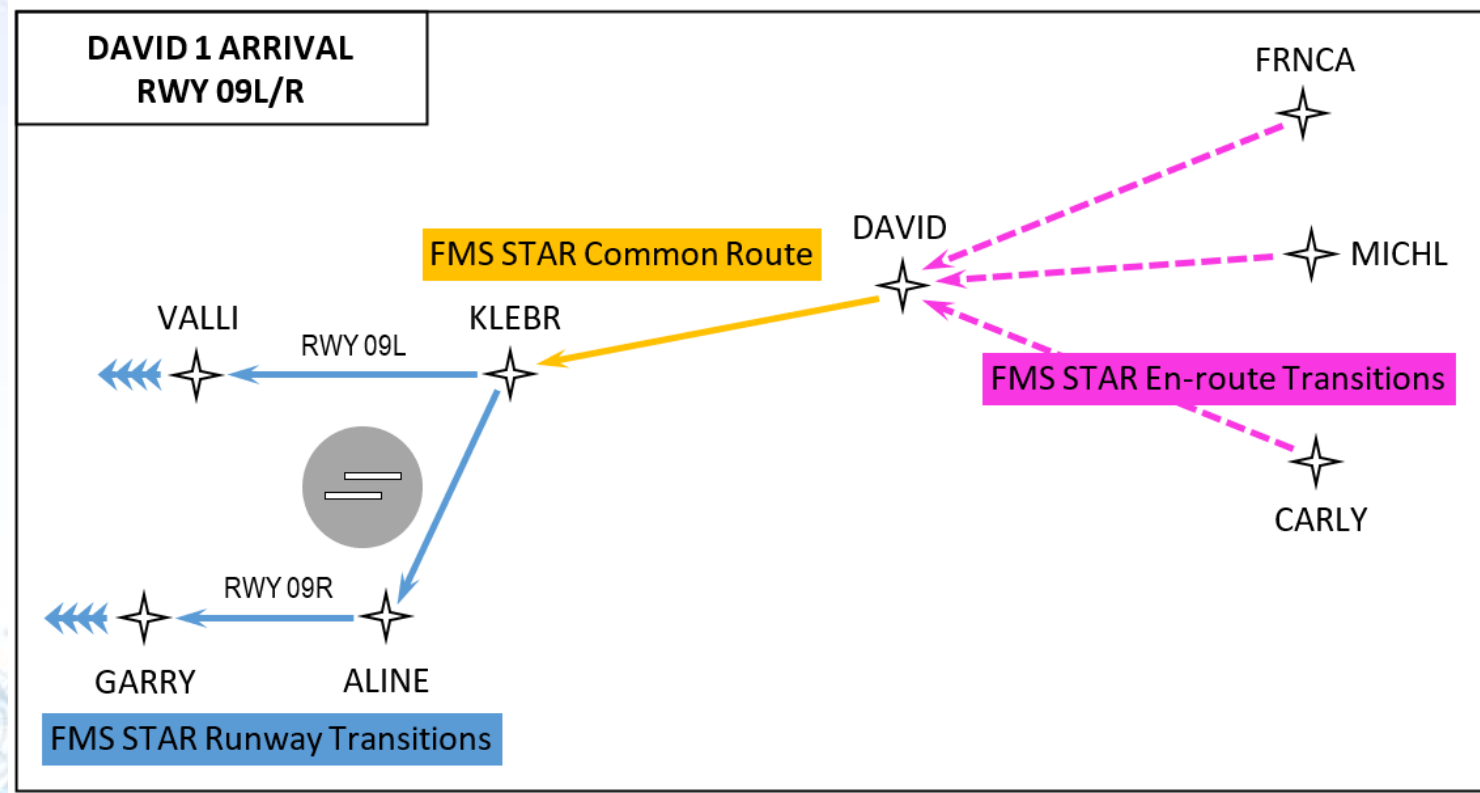 DAVID 1 ARRIVAL
RWY 09L/R
FRNCA
DAVID
MICHL
FMS STAR Common Route
VALLI
KLEBR
RWY 09L
FMS STAR En-route Transitions
CARLY
RWY 09R
GARRY
ALINE
FMS STAR Runway Transitions